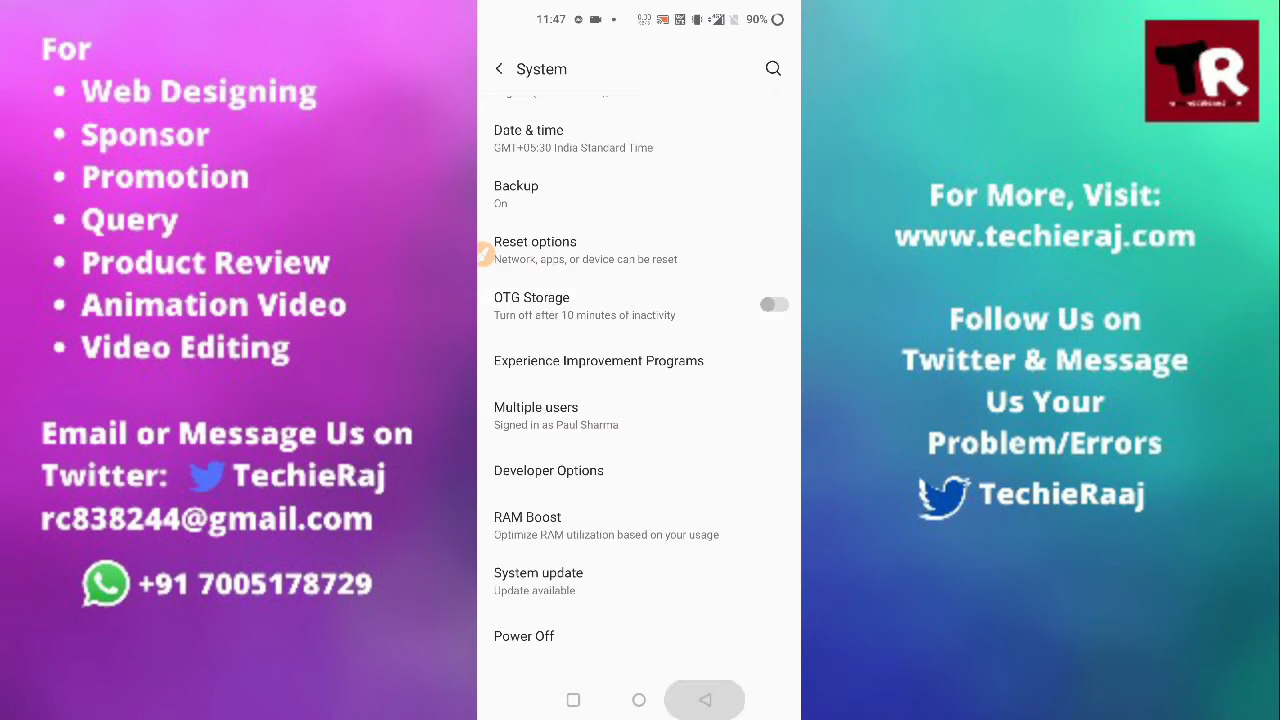 For
• Web Designing
• Sponsor
• Promotion
• Query
• Product Review
• Animation Video
• Video Editing
Email or Message Us on
Twitter: TechieRaj
rc838244@gmail.com
+91 7005178729
11:47
90%
System
Date & time
GMT+05:30 India Standard Time
Backup
On
Reset options
Network, apps, or device can be reset
OTG Storage
Turn off after 10 minutes of inactivity
Experience Improvement Programs
Multiple users
Signed in as Paul Sharma
Developer Options
RAM Boost
Optimize RAM utilization based on your usage
System update
Update available
Power Off
TR
For More, Visit:
www.techieraj.com
Follow Us on
Twitter & Message
Us Your
Problem/Errors
TechieRaaj